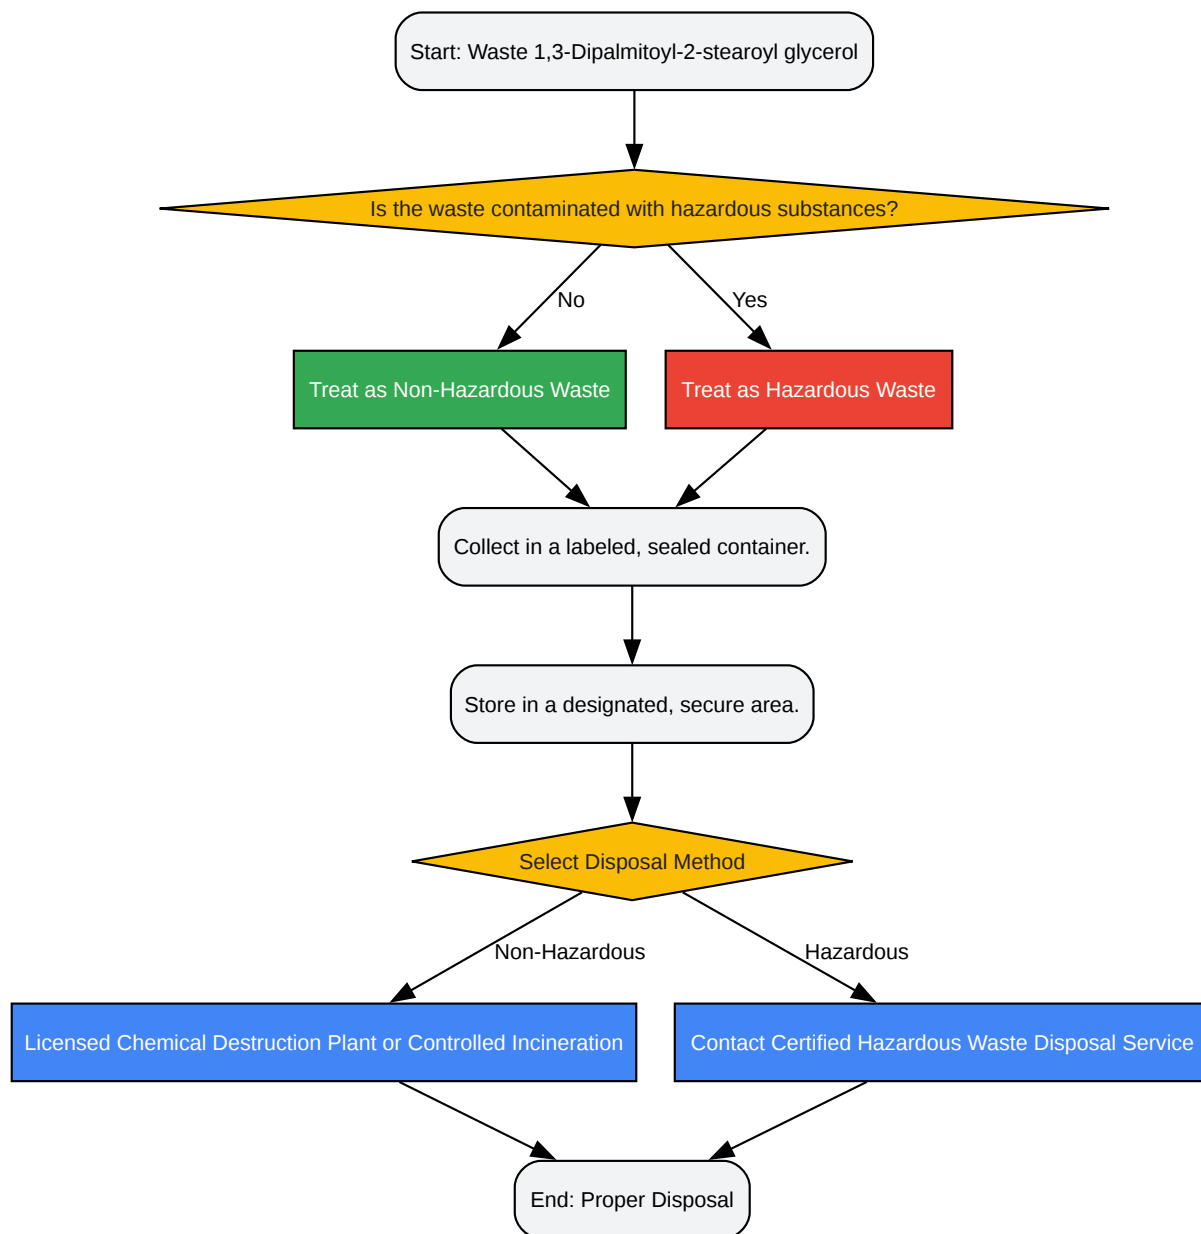 Start: Waste 1,3-Dipalmitoyl-2-stearoyl glycerol
Is the waste contaminated with hazardous substances?
No
Yes
Treat as Non-Hazardous Waste
Treat as Hazardous Waste
Collect in a labeled, sealed container.
Store in a designated, secure area.
Select Disposal Method
Non-Hazardous
Hazardous
Licensed Chemical Destruction Plant or Controlled Incineration
Contact Certified Hazardous Waste Disposal Service
End: Proper Disposal